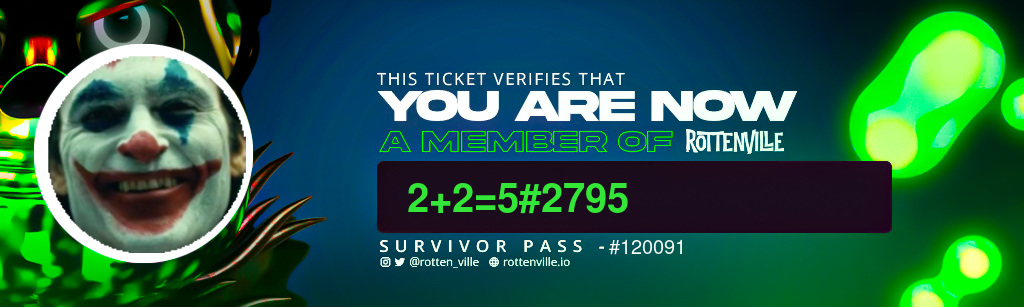 THIS TICKET VERIFIES THAT
YOU ARE NOW
A MEMBER OF ROTTENVILLE
2+2=5#2795
SURVIVOR PASS - #120091
@rotten_ville rottenville.io